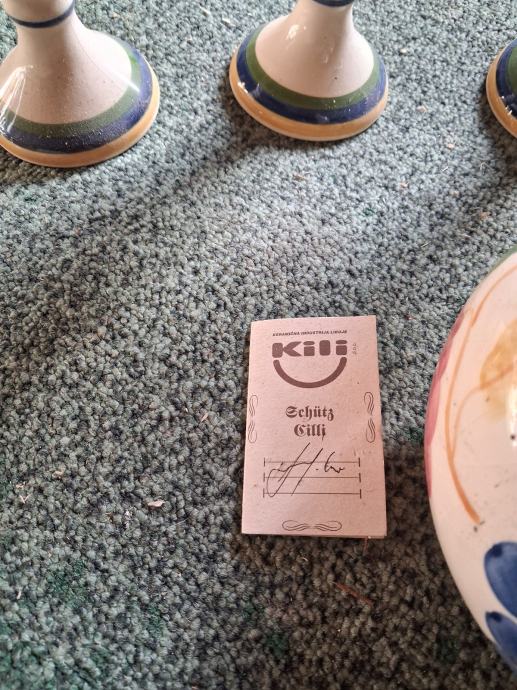 KERAMIČNA INDUSTRIJA LIBOJE
Kili
d.o.o.
Schütz
Cilli